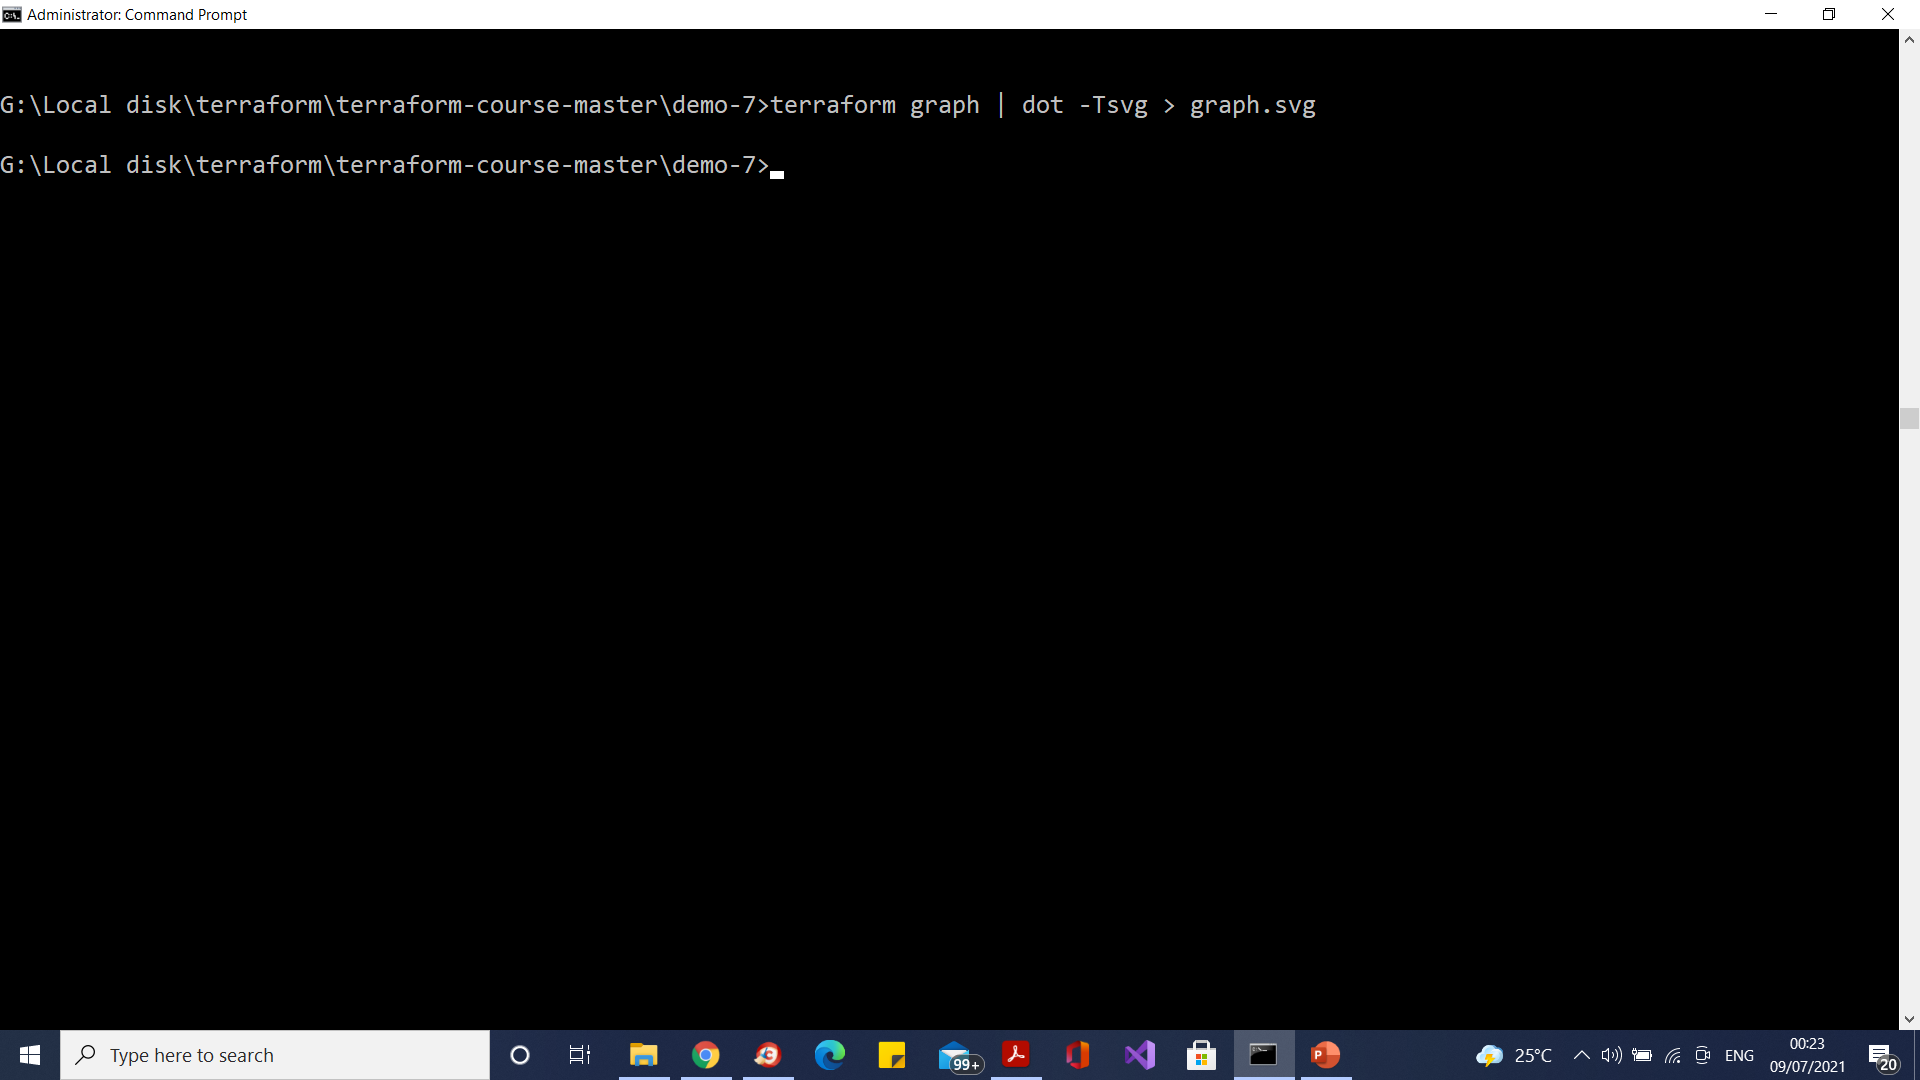 Administrator: Command Prompt
G:\Local disk\terraform\terraform-course-master\demo-7>terraform graph | dot -Tsvg > graph.svg
G:\Local disk\terraform\terraform-course-master\demo-7>
Type here to search
99+
25°C
ENG
00:23
09/07/2021
20